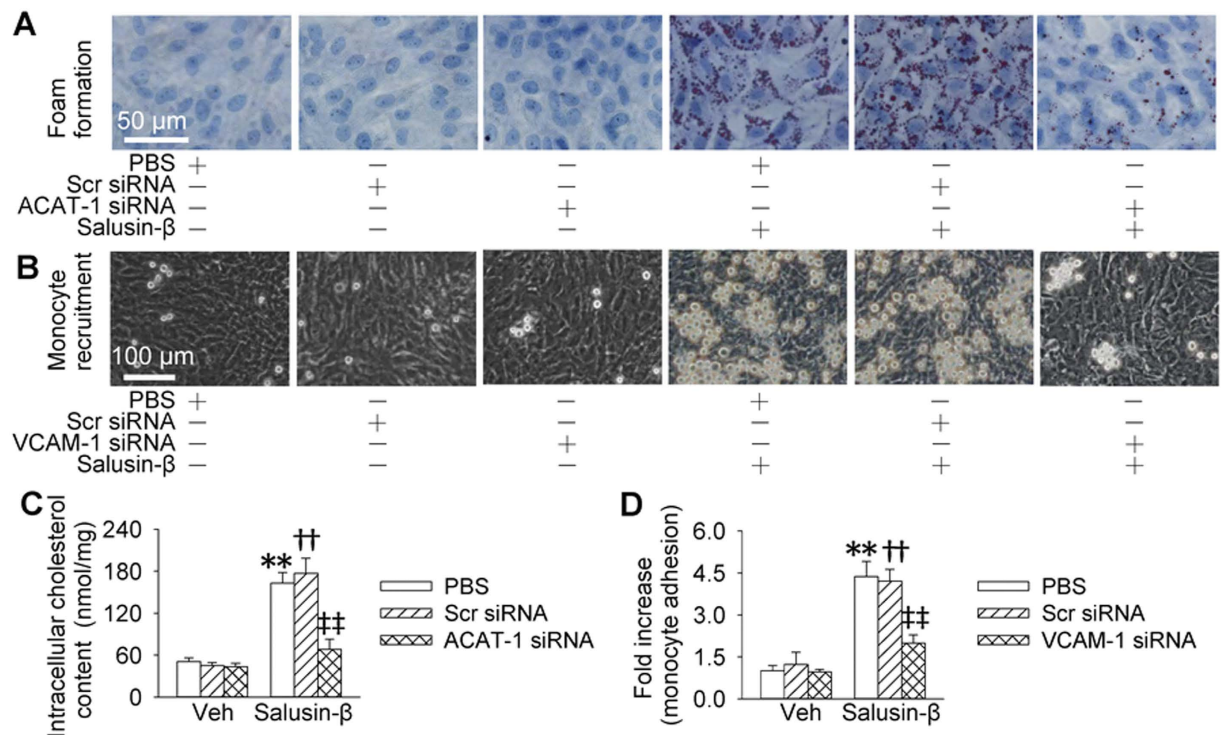 A
Foam
formation
50 µm
PBS + − − + − −
Scr siRNA − + − − + −
ACAT-1 siRNA − − + − − +
Salusin-β − − − + + +
B
Monocyte
recruitment
100 µm
PBS + − − + − −
Scr siRNA − + − − + −
VCAM-1 siRNA − − + − − +
Salusin-β − − − + + +
C
Intracellular cholesterol
content (nmol/mg)
240
180
120
60
0
** ††
‡‡
Veh Salusin-β
PBS
Scr siRNA
ACAT-1 siRNA
D
Fold increase
(monocyte adhesion)
6.0
4.5
3.0
1.5
0.0
** ††
‡‡
Veh Salusin-β
PBS
Scr siRNA
VCAM-1 siRNA